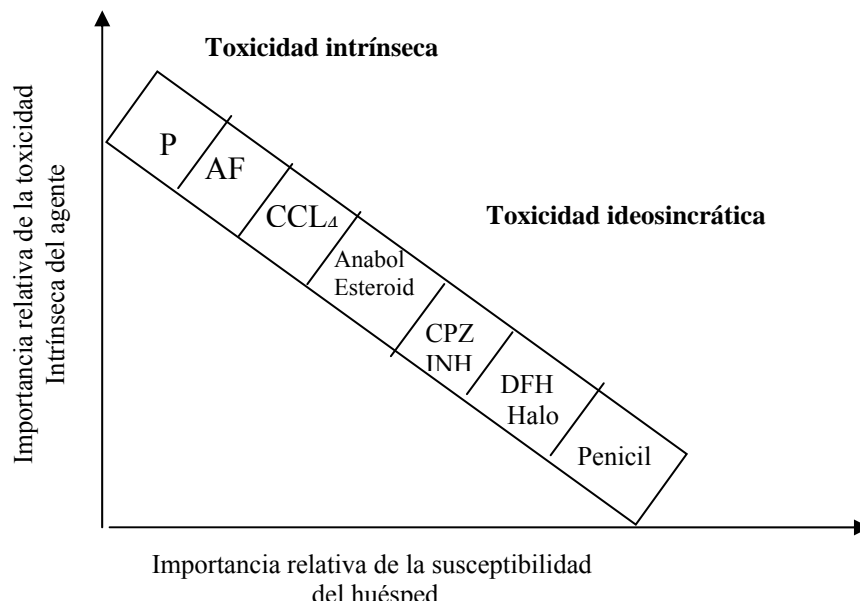 Toxicidad intrínseca
Importancia relativa de la toxicidad
Intrínseca del agente
P
AF
CCL4
Toxicidad ideosincrática
Anabol
Esteroid
CPZ
INH
DFH
Halo
Penicil
Importancia relativa de la susceptibilidad
del huésped